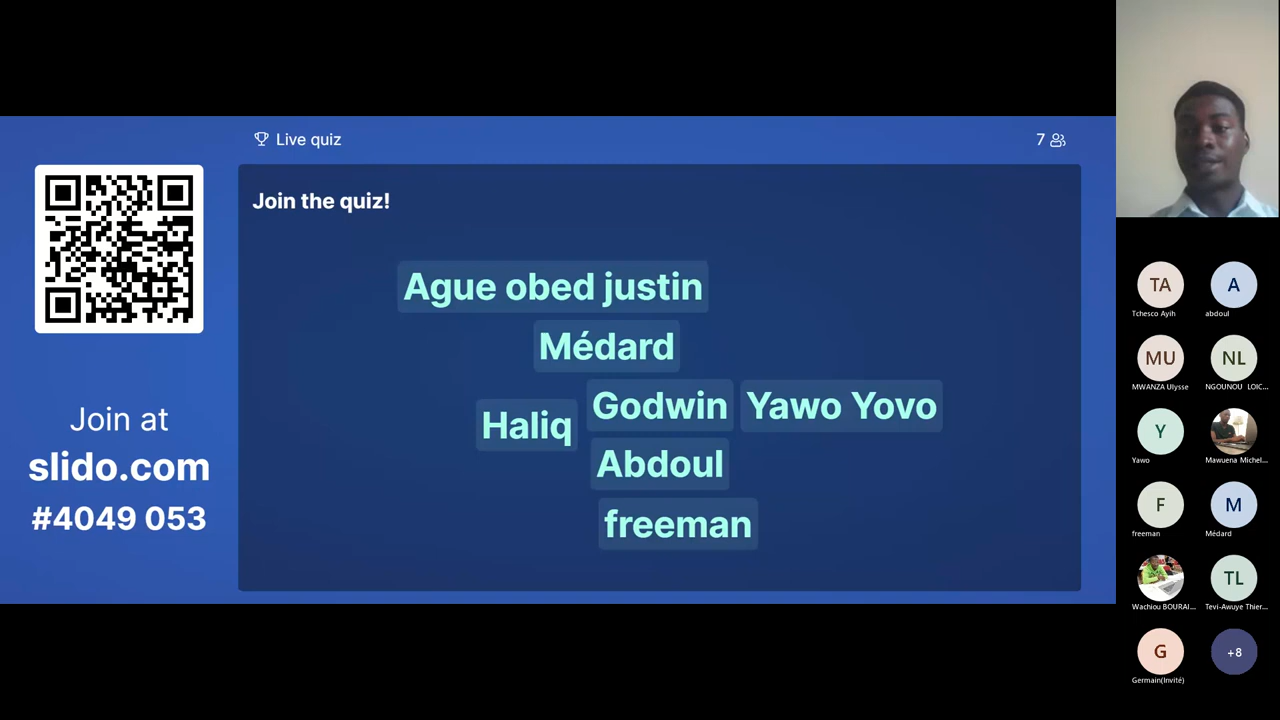 Live quiz
7
Join the quiz!
Ague obed justin
Médard
Godwin
Yawo Yovo
Haliq
Abdoul
freeman
Join at
slido.com
#4049 053
TA
A
Tchesco Ayih
abdoul
MU
NL
MWANZA Ulysse
NGOUNOU LOIC...
Y
Yawo
Mawuena Michel...
F
M
freeman
Médard
TL
Wachiou BOURAI...
Tevi-Awuye Thier...
G
+8
Germain(Invité)